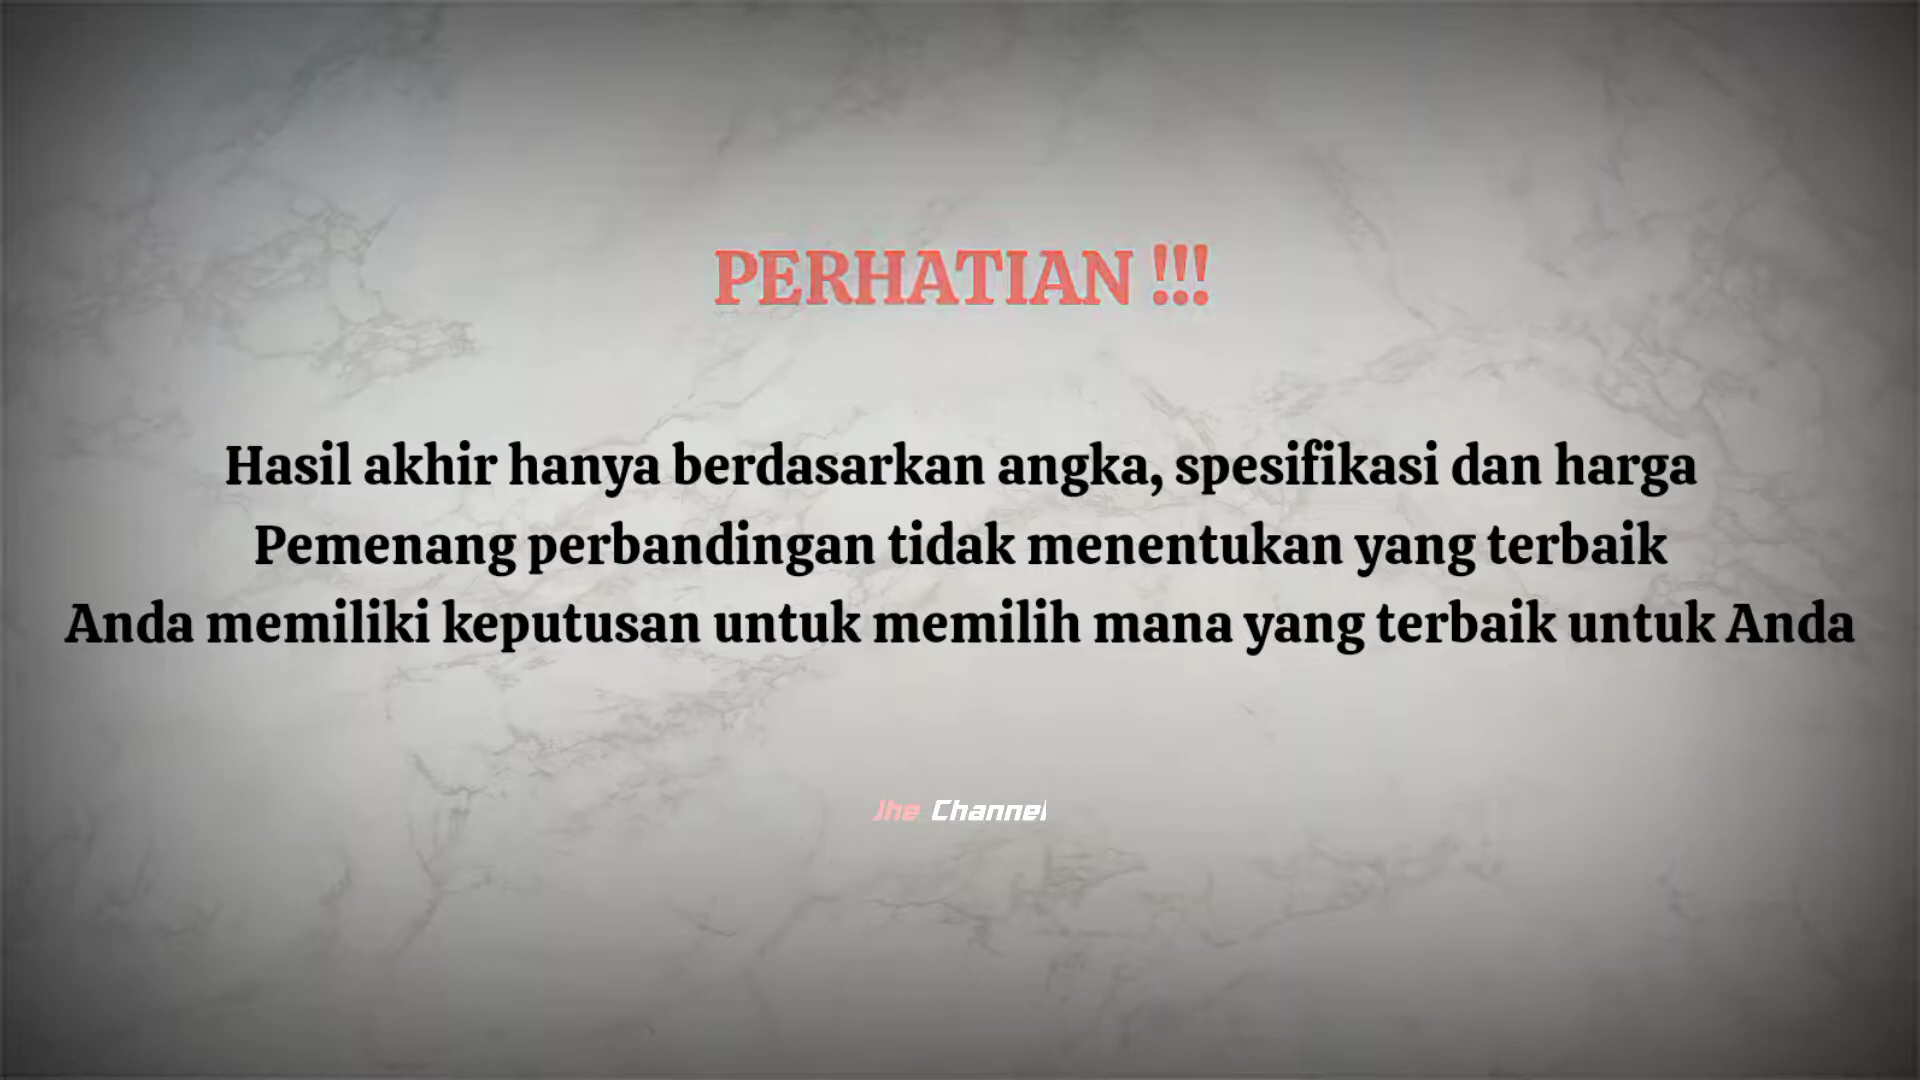 PERHATIAN !!!
Hasil akhir hanya berdasarkan angka, spesifikasi dan harga
Pemenang perbandingan tidak menentukan yang terbaik
Anda memiliki keputusan untuk memilih mana yang terbaik untuk Anda
Jhe Channel